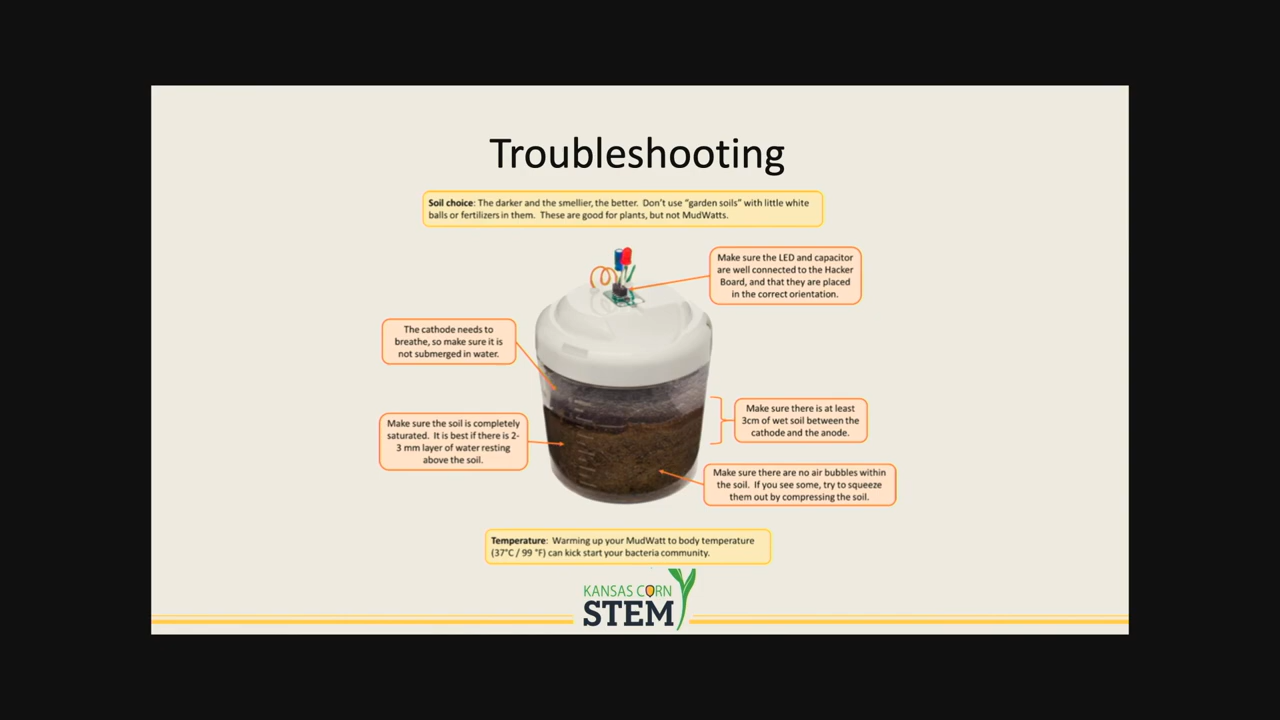 Troubleshooting
Soil choice: The darker and the smellier, the better. Don't use "garden soils" with little white
balls or fertilizers in them. These are good for plants, but not MudWatts.
Make sure the LED and capacitor
are well connected to the Hacker
Board, and that they are placed
in the correct orientation.
The cathode needs to
breathe, so make sure it is
not submerged in water.
Make sure there is at least
3cm of wet soil between the
cathode and the anode.
Make sure the soil is completely
saturated. It is best if there is 2-
3 mm layer of water resting
above the soil.
Make sure there are no air bubbles within
the soil. If you see some, try to squeeze
them out by compressing the soil.
Temperature: Warming up your MudWatt to body temperature
(37°C / 99 °F) can kick start your bacteria community.
KANSAS CORN
STEM